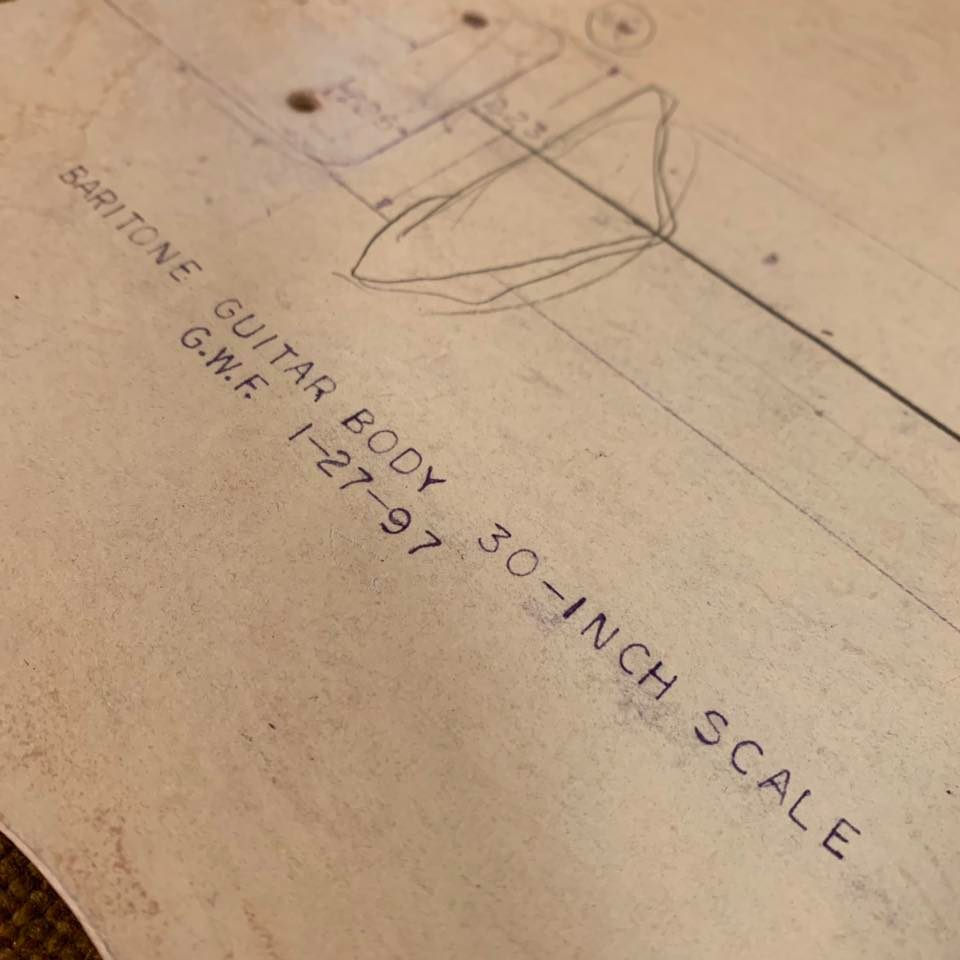 BARITONE GUITAR BODY 30-INCH SCALE
G.W.F. 1-27-97